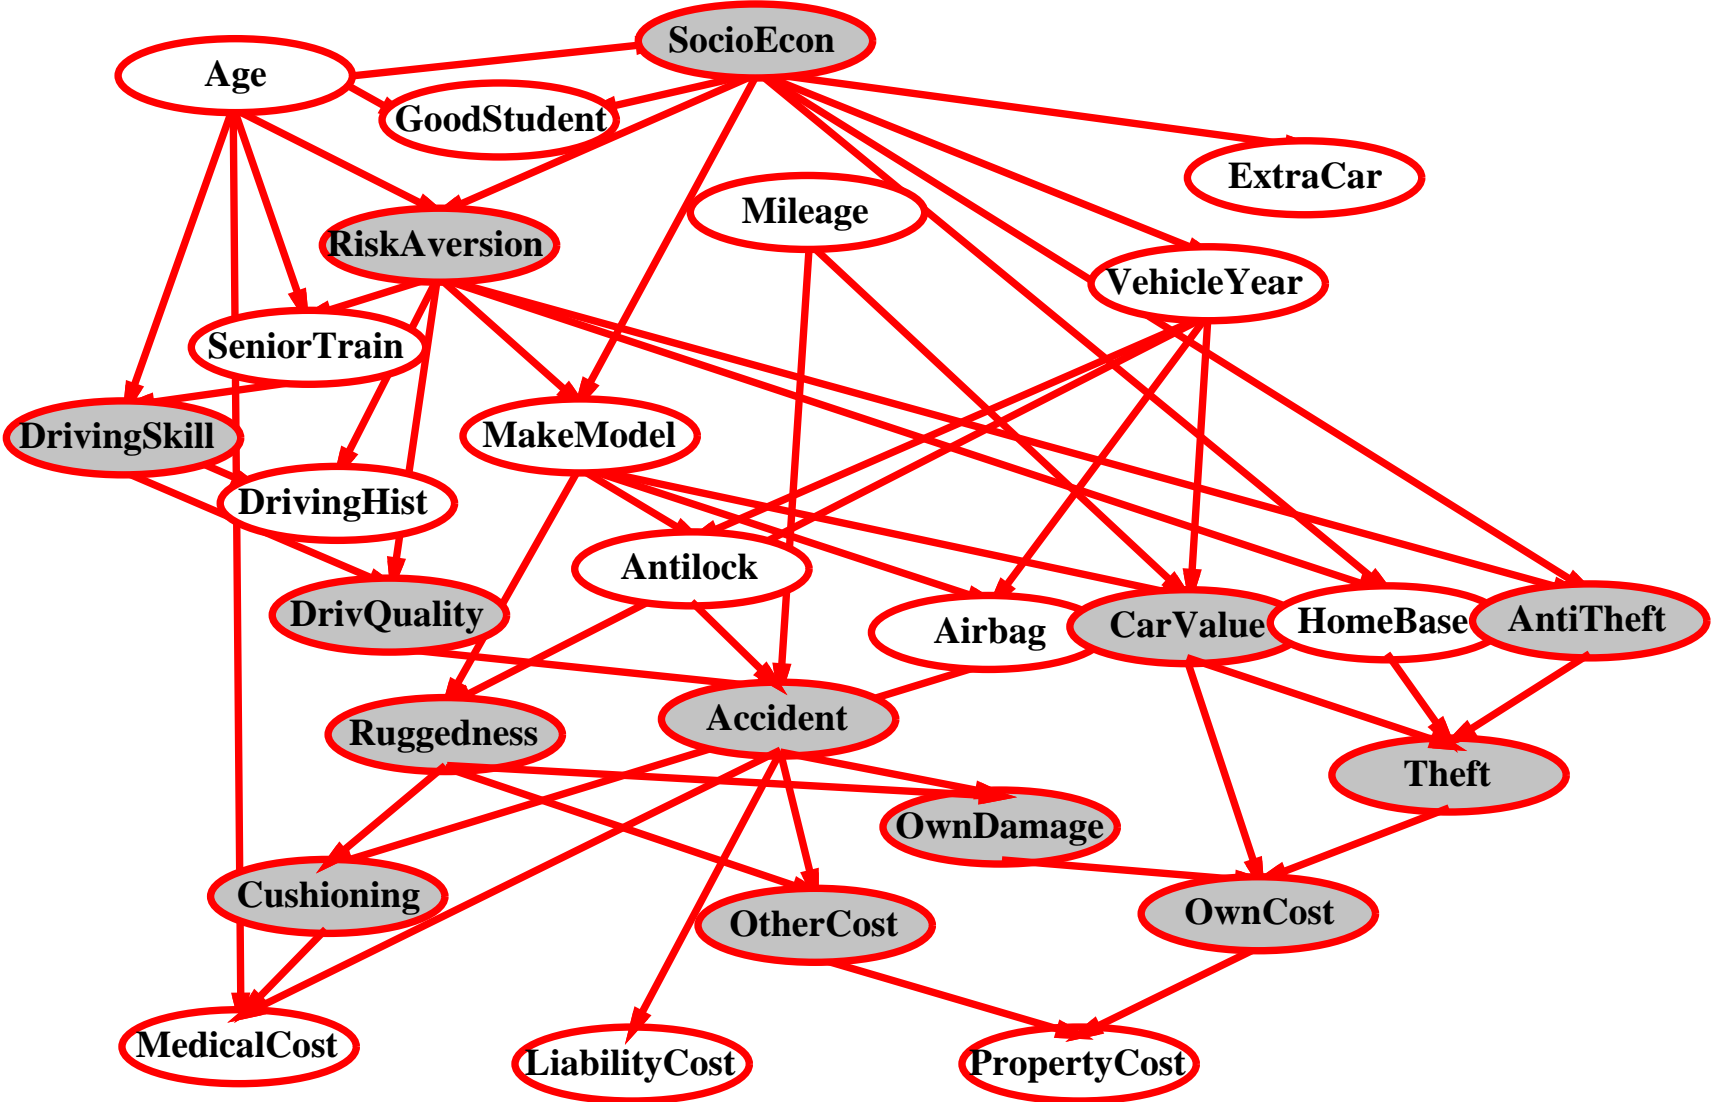 SocioEcon
Age
GoodStudent
ExtraCar
Mileage
RiskAversion
VehicleYear
SeniorTrain
DrivingSkill
MakeModel
DrivingHist
Antilock
DrivQuality
Airbag
CarValue
HomeBase
AntiTheft
Ruggedness
Accident
Theft
OwnDamage
Cushioning
OtherCost
OwnCost
MedicalCost
LiabilityCost
PropertyCost